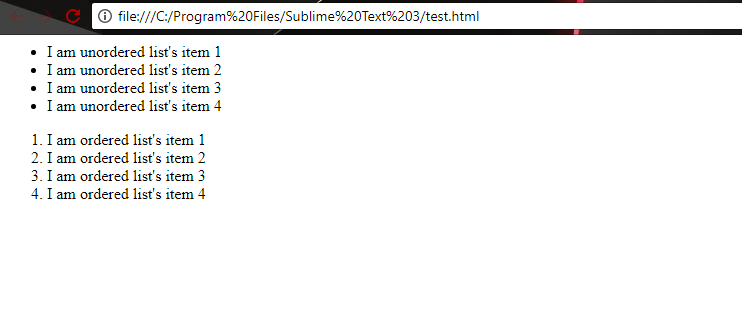 file:///C:/Program%20Files/Sublime%20Text%203/test.html
• I am unordered list's item 1
• I am unordered list's item 2
• I am unordered list's item 3
• I am unordered list's item 4
1. I am ordered list's item 1
2. I am ordered list's item 2
3. I am ordered list's item 3
4. I am ordered list's item 4